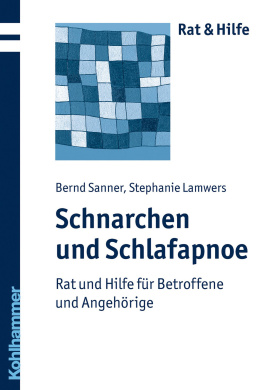 Rat & Hilfe
Bernd Sanner, Stephanie Lamwers
Schnarchen
und Schlafapnoe
Rat und Hilfe für Betroffene
und Angehörige
Kohlhammer